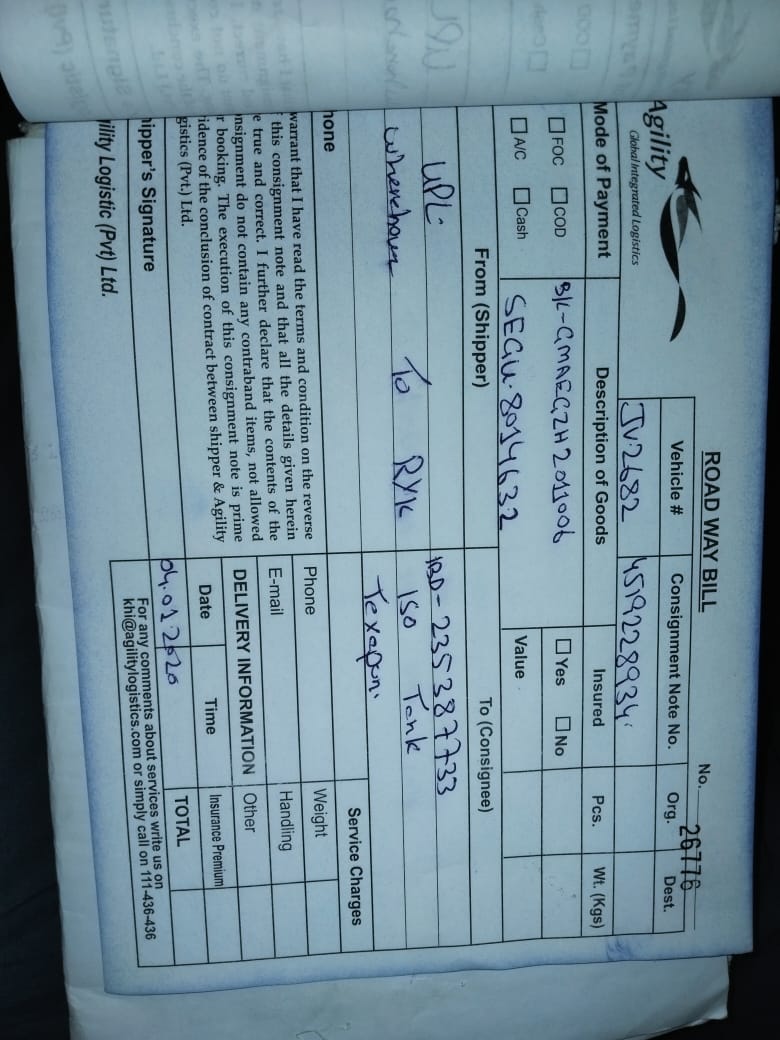 ROAD WAY BILL
No. 26776
Agility
Global Integrated Logistics
Vehicle # Consignment Note No. Org. Dest.
JV2682 4519228934
Mode of Payment Description of Goods Insured Pcs. Wt. (Kgs)
FOC COD B/L-GMAEGZH2011006 Yes No
A/C Cash SEGU-8014632 Value
From (Shipper) To (Consignee)
UPL IBD-235387733
wherehouse To RYK ISO Tank
Texapon.
Service Charges
hone Phone Weight
E-mail Handling
warrant that I have read the terms and condition on the reverse
f this consignment note and that all the details given herein
e true and correct. I further declare that the contents of the
nsignment do not contain any contraband items, not allowed
r booking. The execution of this consignment note is prime
idence of the conclusion of contract between shipper & Agility
gistics (Pvt.) Ltd.
DELIVERY INFORMATION Other
Date Time Insurance Premium
04.01.2020 TOTAL
hipper's Signature
For any comments about services write us on
khi@agilitylogistics.com or simply call on 111-436-436
gility Logistic (Pvt) Ltd.